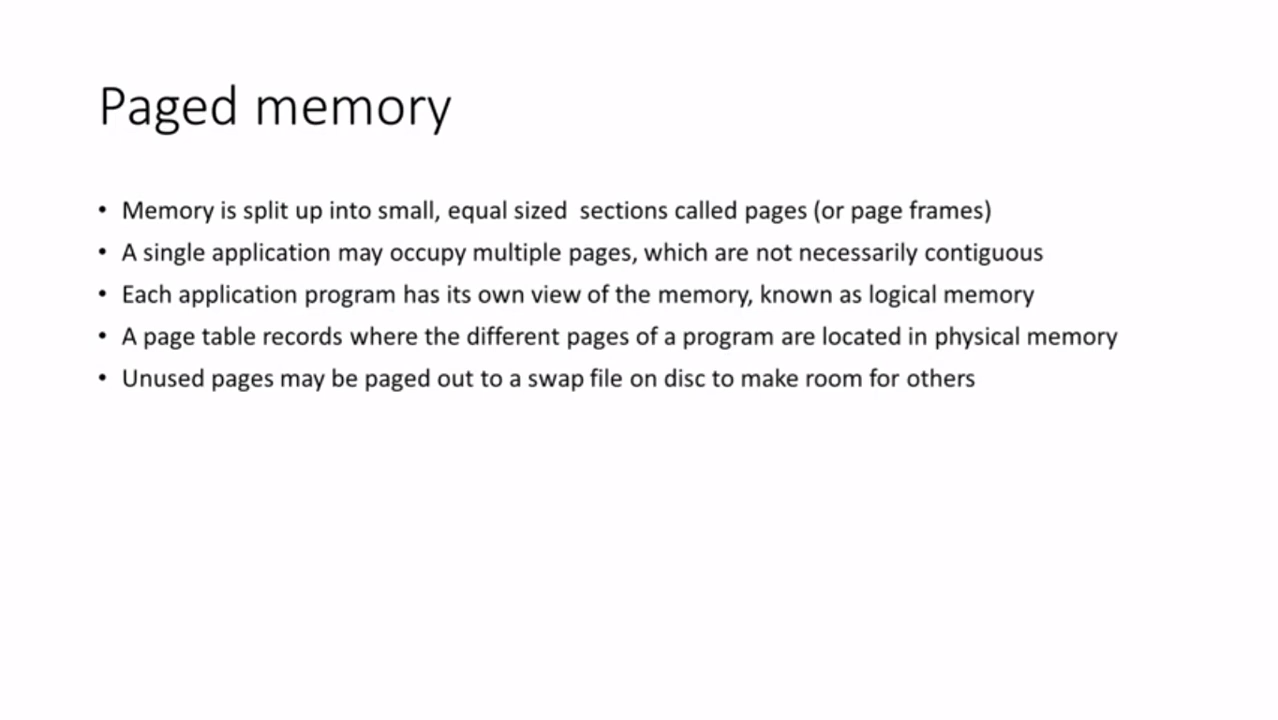 Paged memory
• Memory is split up into small, equal sized  sections called pages (or page frames)
• A single application may occupy multiple pages, which are not necessarily contiguous
• Each application program has its own view of the memory, known as logical memory
• A page table records where the different pages of a program are located in physical memory
• Unused pages may be paged out to a swap file on disc to make room for others